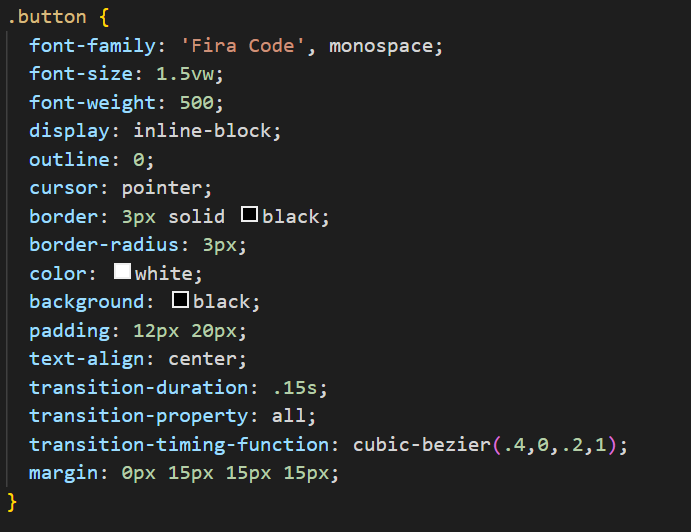 .button {
font-family: 'Fira Code', monospace;
font-size: 1.5vw;
font-weight: 500;
display: inline-block;
outline: 0;
cursor: pointer;
border: 3px solid black;
border-radius: 3px;
color: white;
background: black;
padding: 12px 20px;
text-align: center;
transition-duration: .15s;
transition-property: all;
transition-timing-function: cubic-bezier(.4,0,.2,1);
margin: 0px 15px 15px 15px;
}